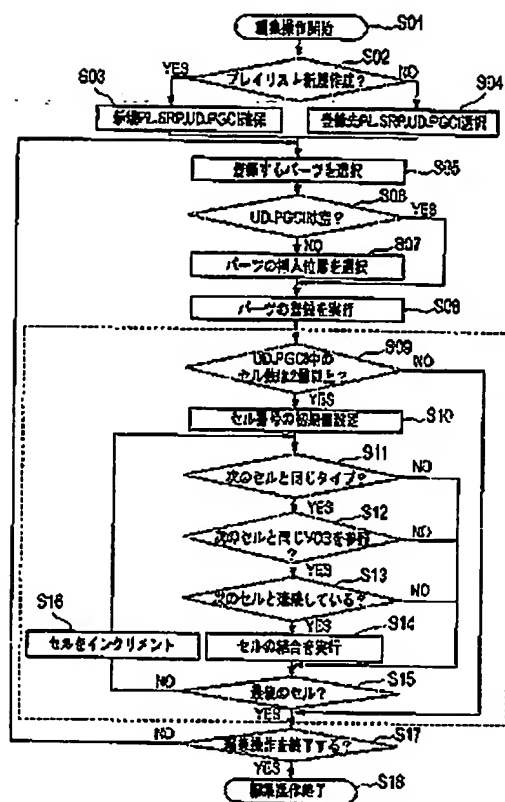 編集操作開始
S01
S02
プレイリスト新規作成?
YES
NO
S03
S04
新規PL_SRP,UD_PGCI確保
登録先PL_SRP,UD_PGCI選択
登録するパーツを選択
S05
S06
UD_PGCIは空?
YES
NO
S07
パーツの挿入位置を選択
パーツの登録を実行
S08
S09
UD_PGCI中の
セル数は2個以上?
NO
YES
セル番号の初期値設定
S10
S11
次のセルと同じタイプ?
NO
YES
S12
次のセルと同じVOBを参照
?
NO
YES
S13
次のセルと連続している?
NO
YES
S14
S16
セルをインクリメント
セルの結合を実行
S15
最後のセル?
NO
YES
S17
編集操作を終了する?
NO
YES
S18
編集操作終了